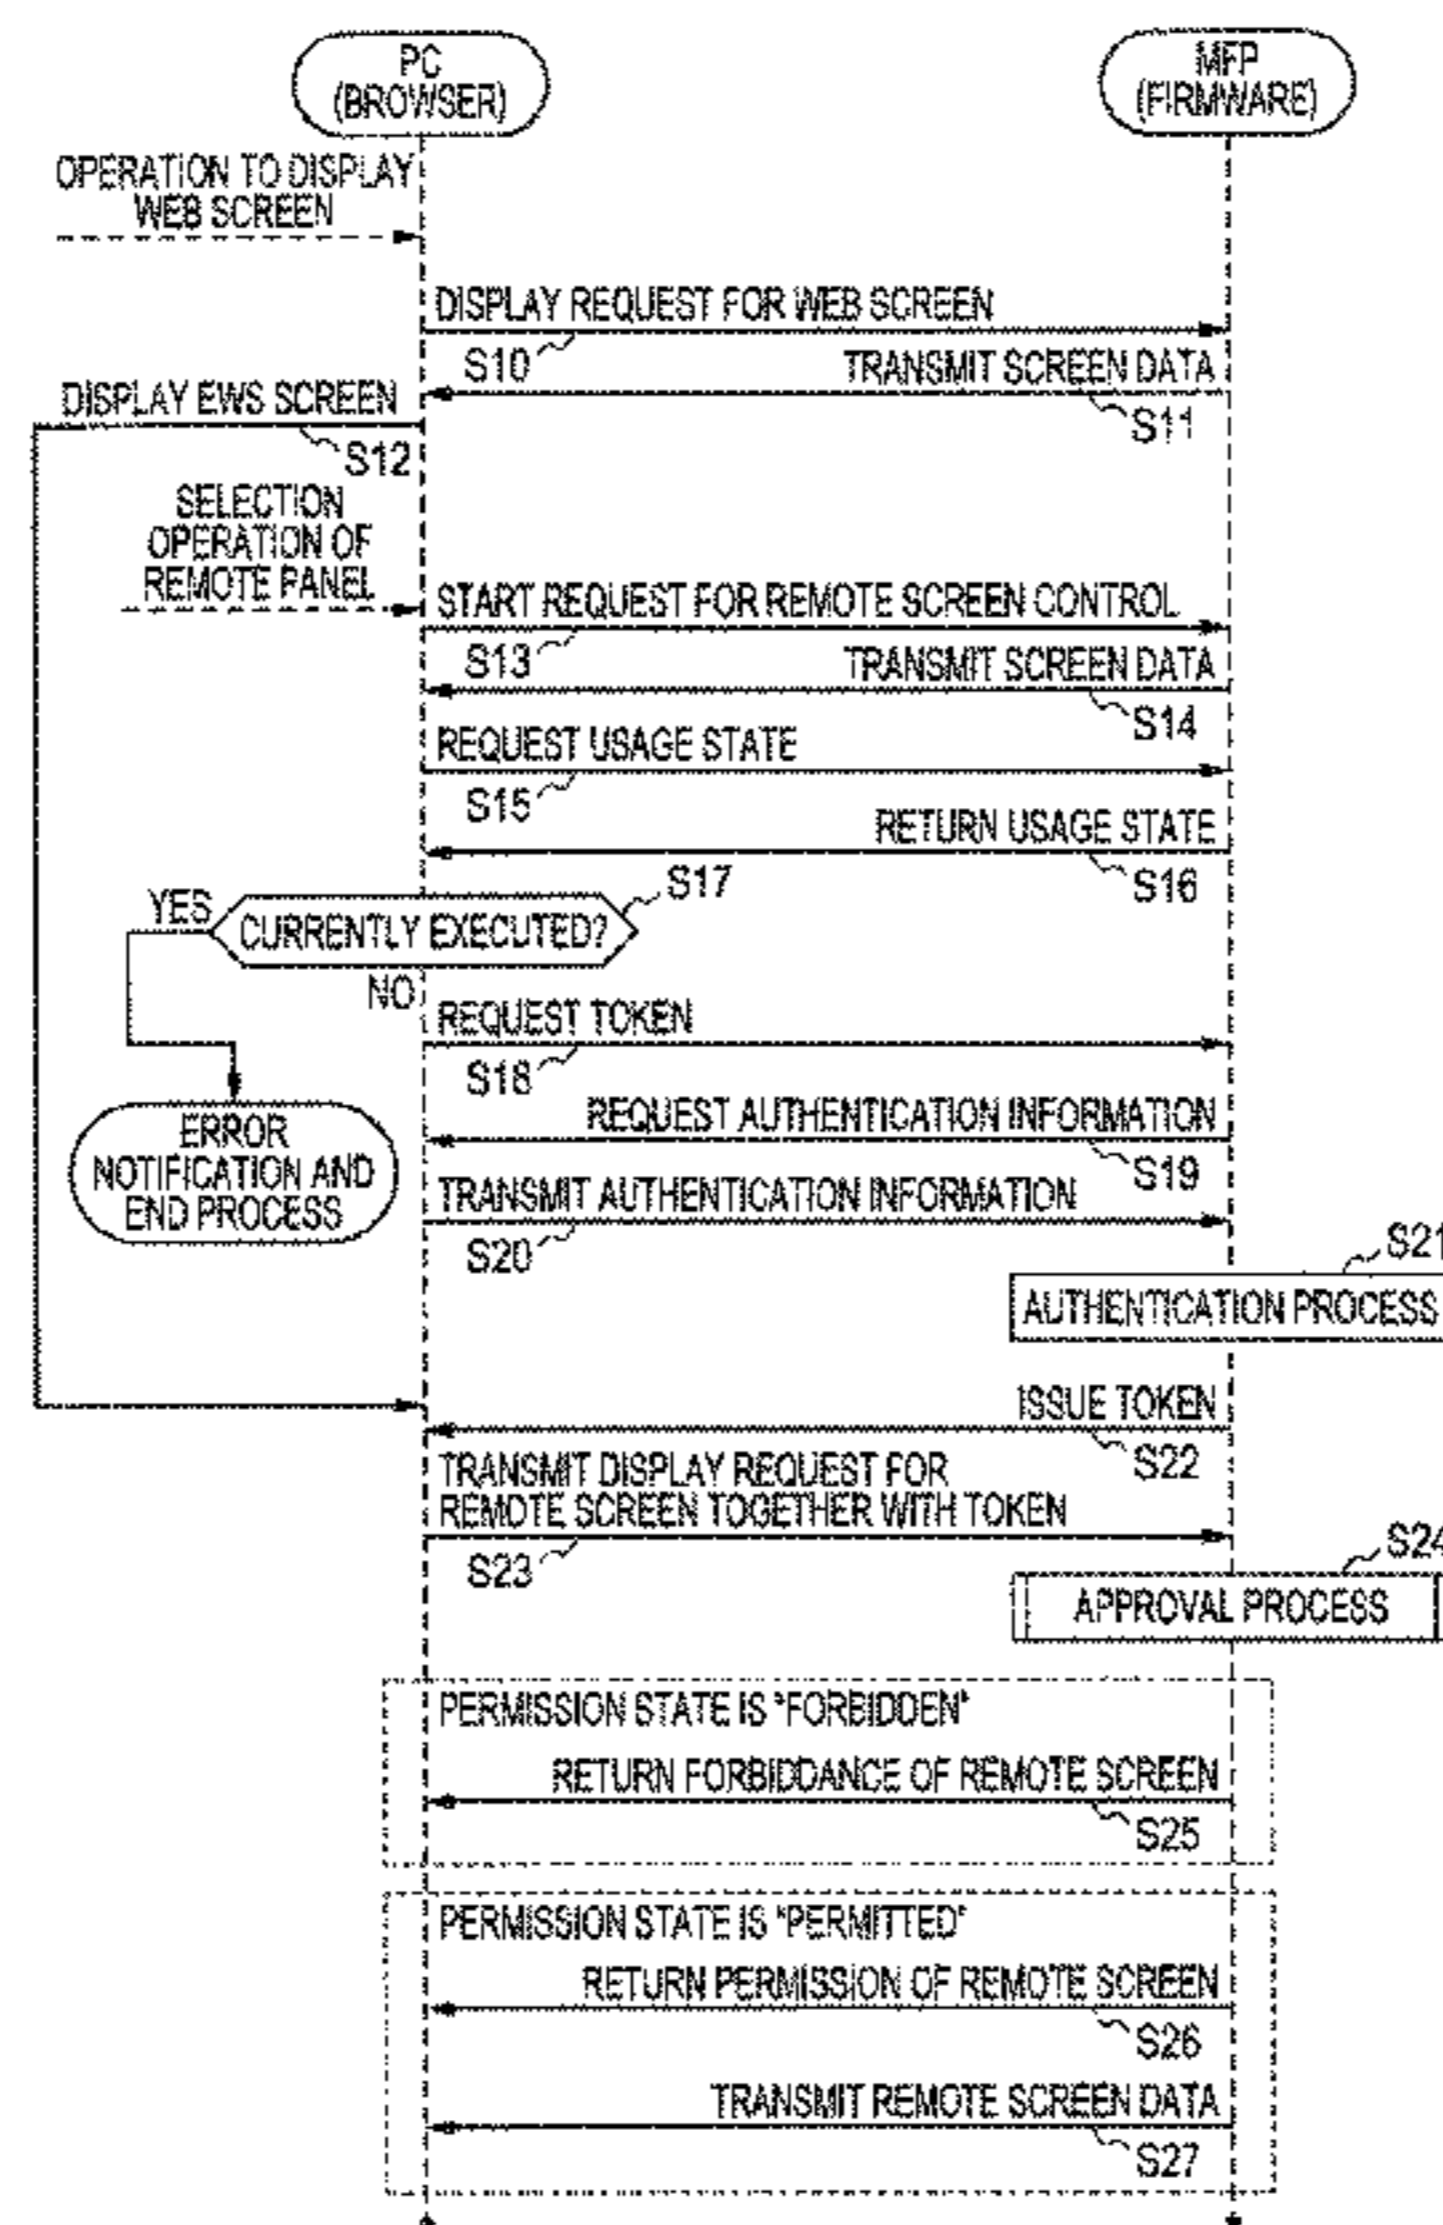 PC
(BROWSER)
MFP
(FIRMWARE)
OPERATION TO DISPLAY
WEB SCREEN
DISPLAY REQUEST FOR WEB SCREEN
S10
TRANSMIT SCREEN DATA
S11
DISPLAY EWS SCREEN
S12
SELECTION
OPERATION OF
REMOTE PANEL
START REQUEST FOR REMOTE SCREEN CONTROL
S13
TRANSMIT SCREEN DATA
S14
REQUEST USAGE STATE
S15
RETURN USAGE STATE
S16
S17
YES
CURRENTLY EXECUTED?
NO
REQUEST TOKEN
S18
REQUEST AUTHENTICATION INFORMATION
S19
ERROR
NOTIFICATION AND
END PROCESS
TRANSMIT AUTHENTICATION INFORMATION
S20
S21
AUTHENTICATION PROCESS
ISSUE TOKEN
S22
TRANSMIT DISPLAY REQUEST FOR
REMOTE SCREEN TOGETHER WITH TOKEN
S23
S24
APPROVAL PROCESS
PERMISSION STATE IS "FORBIDDEN"
RETURN FORBIDDANCE OF REMOTE SCREEN
S25
PERMISSION STATE IS "PERMITTED"
RETURN PERMISSION OF REMOTE SCREEN
S26
TRANSMIT REMOTE SCREEN DATA
S27